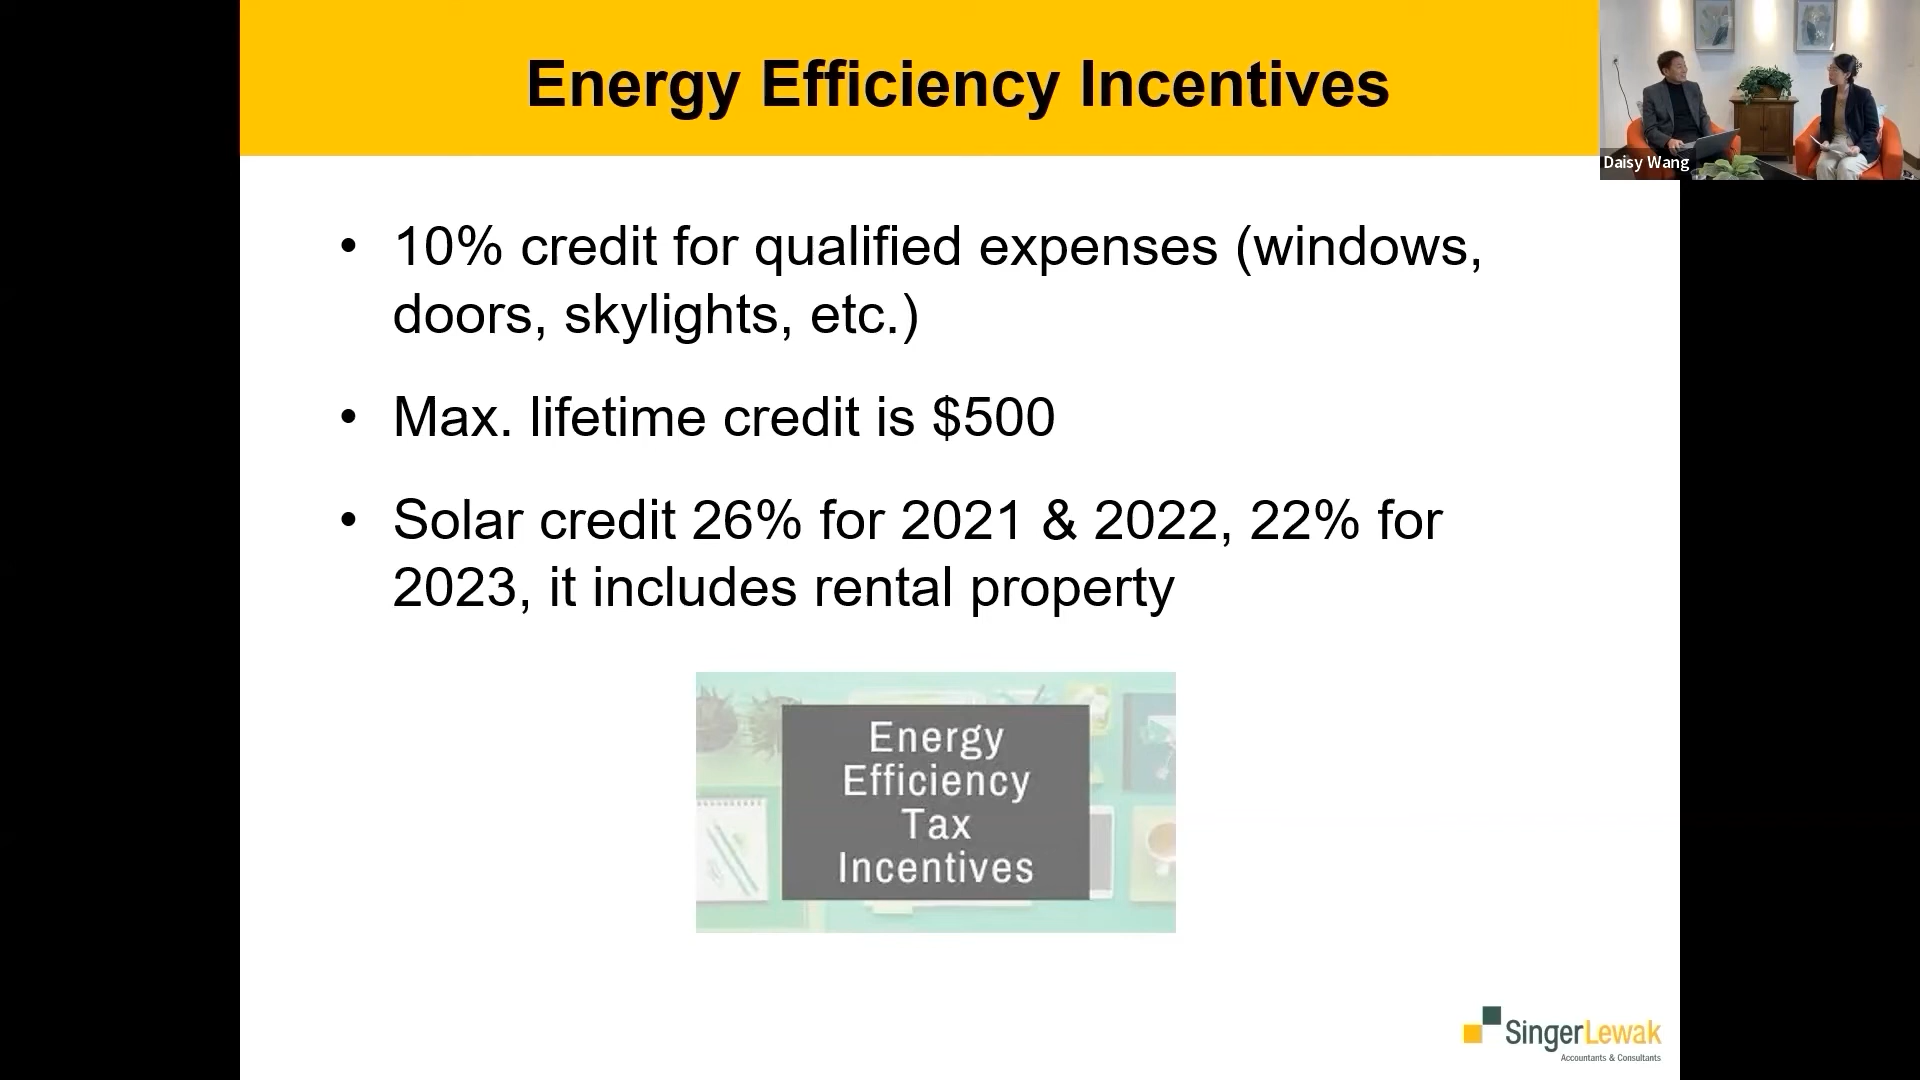 Energy Efficiency Incentives
Daisy Wang
• 10% credit for qualified expenses (windows,
doors, skylights, etc.)
• Max. lifetime credit is $500
• Solar credit 26% for 2021 & 2022, 22% for
2023, it includes rental property
Energy
Efficiency
Tax
Incentives
SingerLewak
Accountants & Consultants